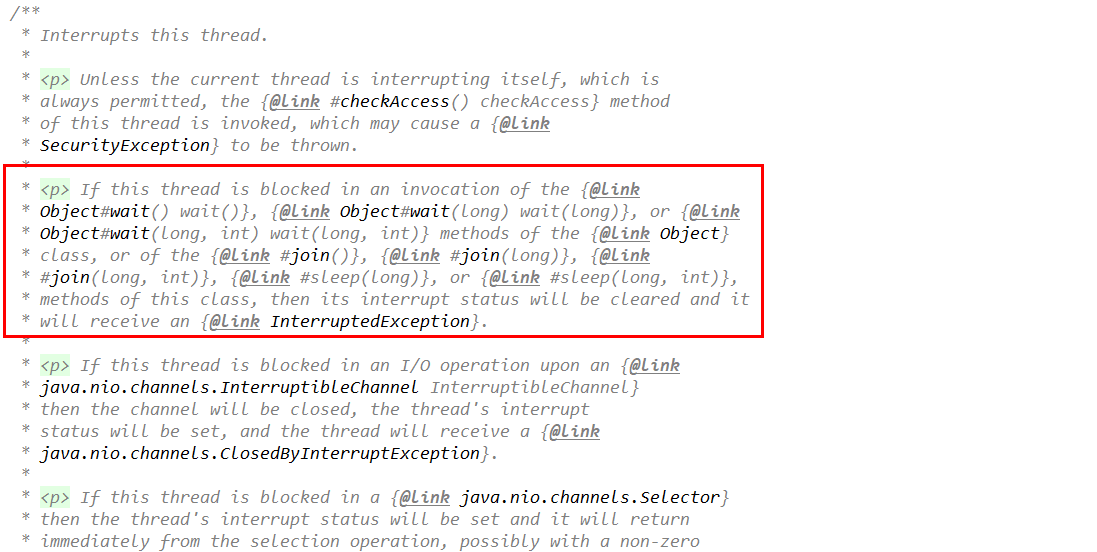 /**
 * Interrupts this thread.
 *
 * <p> Unless the current thread is interrupting itself, which is
 * always permitted, the {@link #checkAccess() checkAccess} method
 * of this thread is invoked, which may cause a {@link
 * SecurityException} to be thrown.
 *
 * <p> If this thread is blocked in an invocation of the {@link
 * Object#wait() wait()}, {@link Object#wait(long) wait(long)}, or {@link
 * Object#wait(long, int) wait(long, int)} methods of the {@link Object}
 * class, or of the {@link #join()}, {@link #join(long)}, {@link
 * #join(long, int)}, {@link #sleep(long)}, or {@link #sleep(long, int)},
 * methods of this class, then its interrupt status will be cleared and it
 * will receive an {@link InterruptedException}.
 *
 * <p> If this thread is blocked in an I/O operation upon an {@link
 * java.nio.channels.InterruptibleChannel InterruptibleChannel}
 * then the channel will be closed, the thread's interrupt
 * status will be set, and the thread will receive a {@link
 * java.nio.channels.ClosedByInterruptException}.
 *
 * <p> If this thread is blocked in a {@link java.nio.channels.Selector}
 * then the thread's interrupt status will be set and it will return
 * immediately from the selection operation, possibly with a non-zero